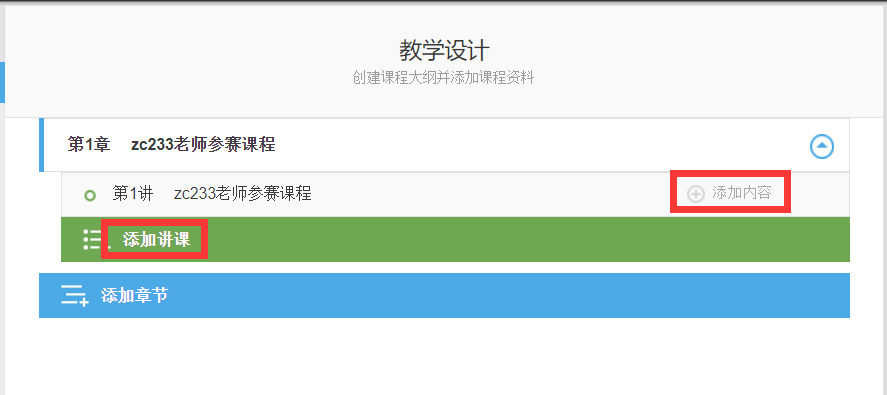 教学设计
创建课程大纲并添加课程资料
第1章 zc233老师参赛课程
第1讲 zc233老师参赛课程 添加内容
添加讲课
添加章节